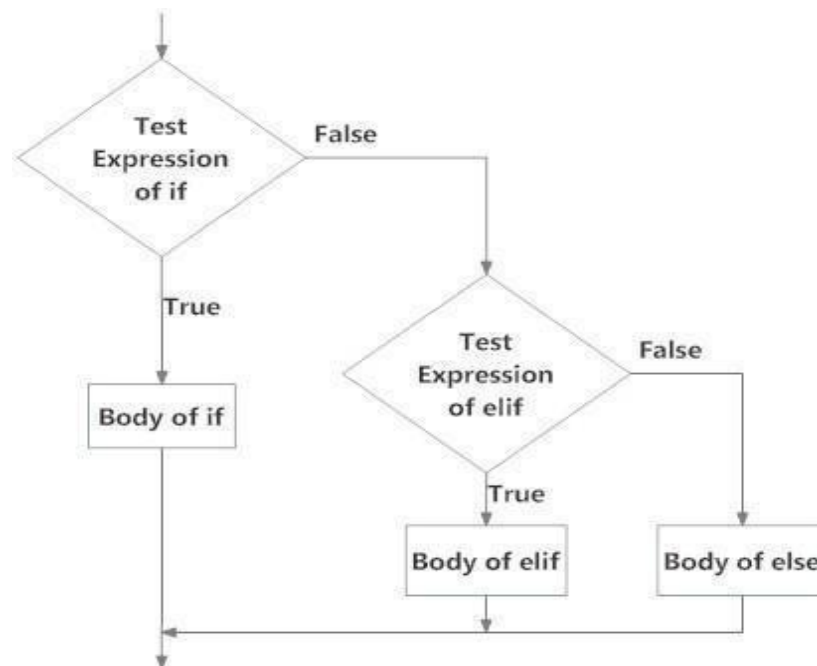 Test
Expression
of if
False
True
Body of if
Test
Expression
of elif
False
True
Body of elif
Body of else